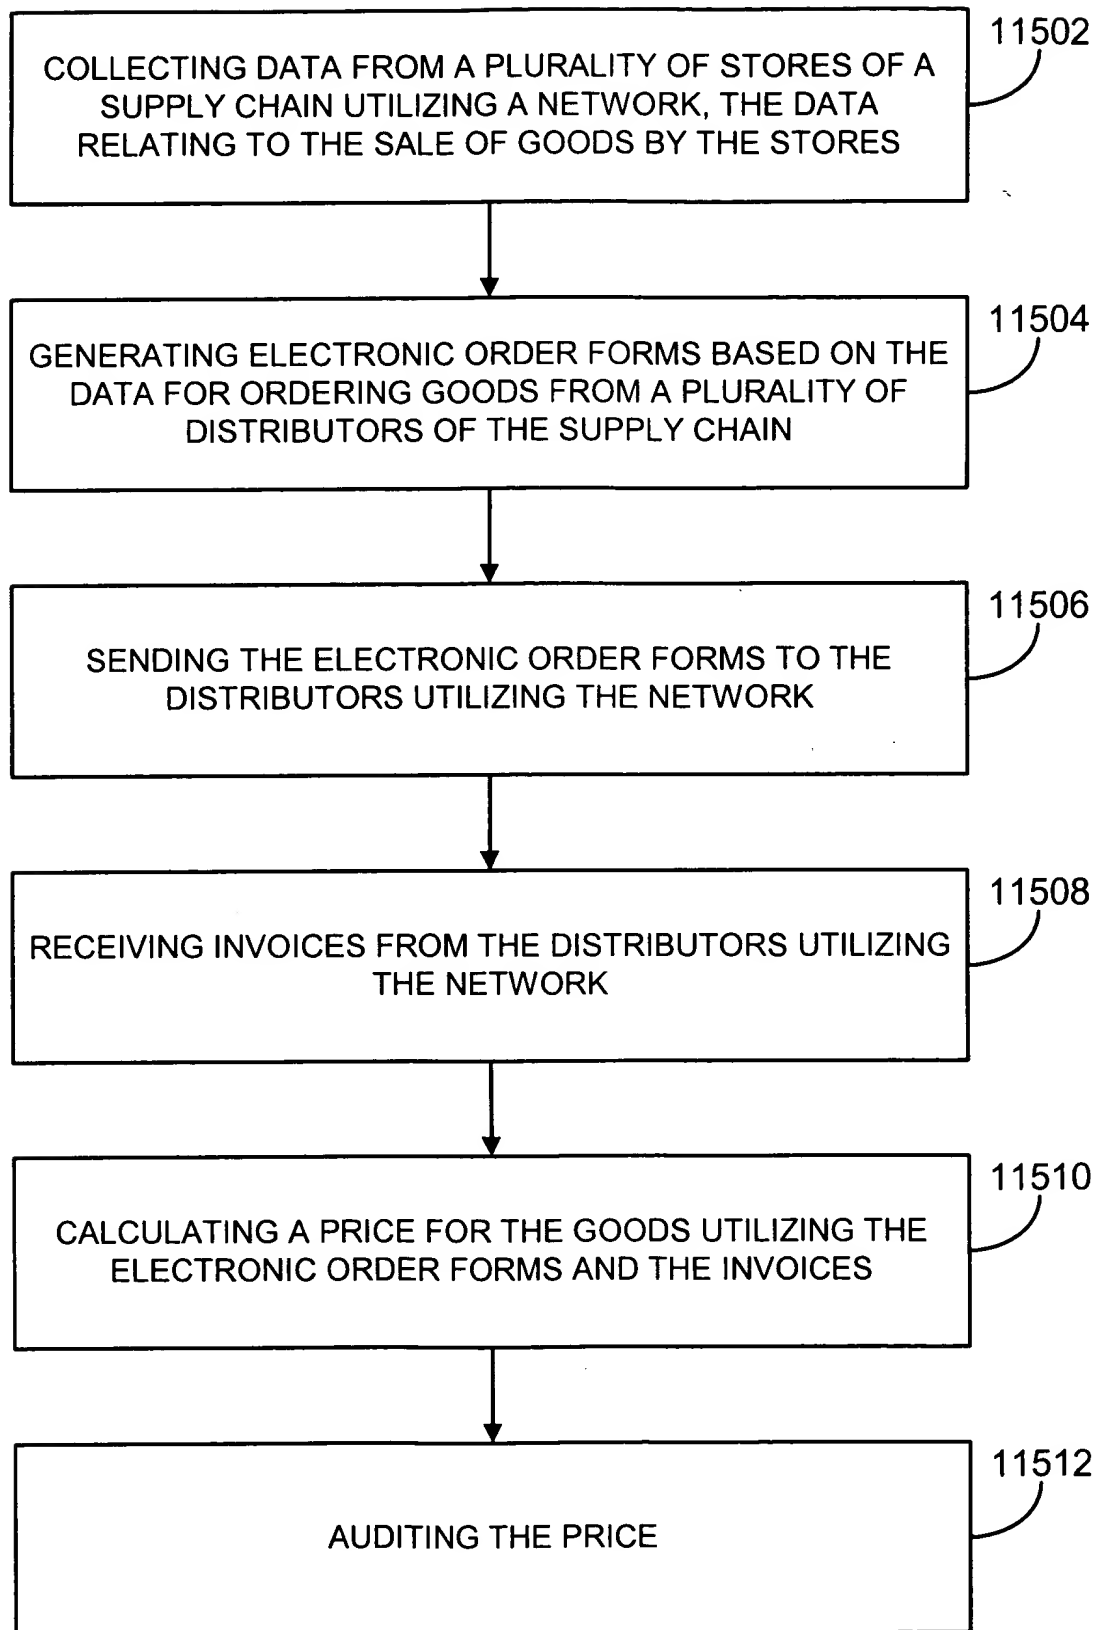 11502
COLLECTING DATA FROM A PLURALITY OF STORES OF A
SUPPLY CHAIN UTILIZING A NETWORK, THE DATA
RELATING TO THE SALE OF GOODS BY THE STORES
11504
GENERATING ELECTRONIC ORDER FORMS BASED ON THE
DATA FOR ORDERING GOODS FROM A PLURALITY OF
DISTRIBUTORS OF THE SUPPLY CHAIN
11506
SENDING THE ELECTRONIC ORDER FORMS TO THE
DISTRIBUTORS UTILIZING THE NETWORK
11508
RECEIVING INVOICES FROM THE DISTRIBUTORS UTILIZING
THE NETWORK
11510
CALCULATING A PRICE FOR THE GOODS UTILIZING THE
ELECTRONIC ORDER FORMS AND THE INVOICES
11512
AUDITING THE PRICE